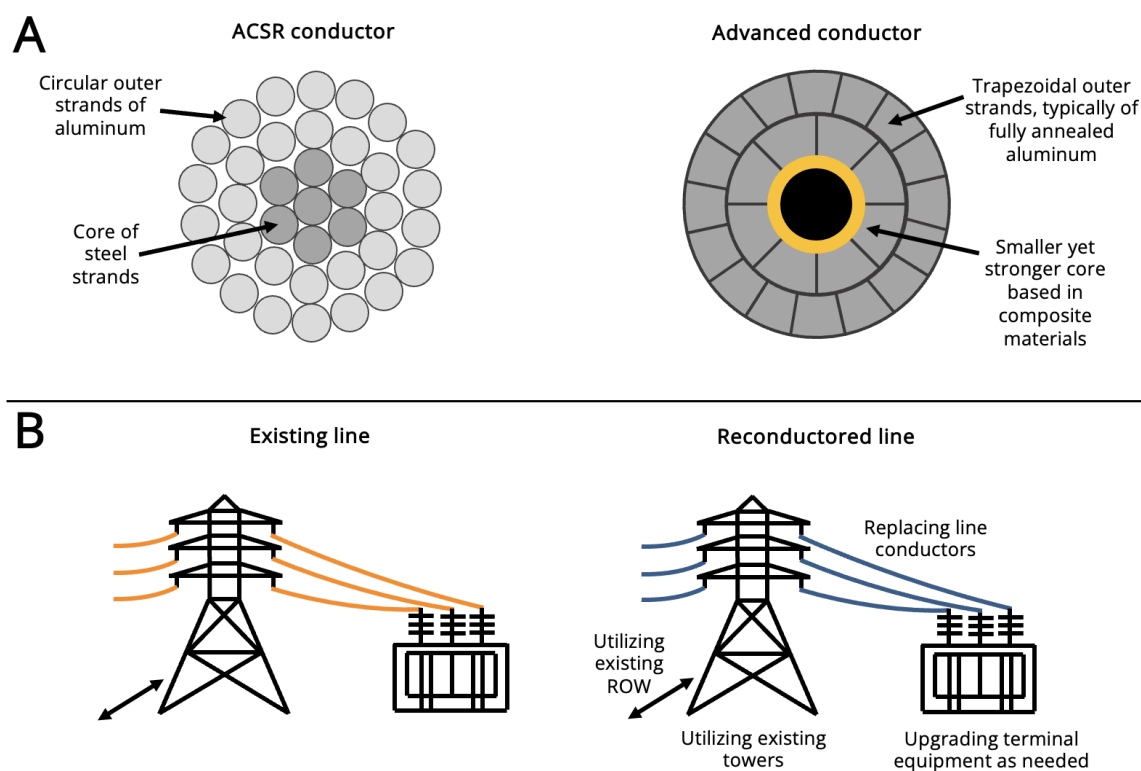 A
ACSR conductor
Circular outer
strands of
aluminum
Core of
steel
strands
Advanced conductor
Trapezoidal outer
strands, typically of
fully annealed
aluminum
Smaller yet
stronger core
based in
composite
materials
B
Existing line
Reconductored line
Replacing line
conductors
Utilizing
existing
ROW
Utilizing existing
towers
Upgrading terminal
equipment as needed